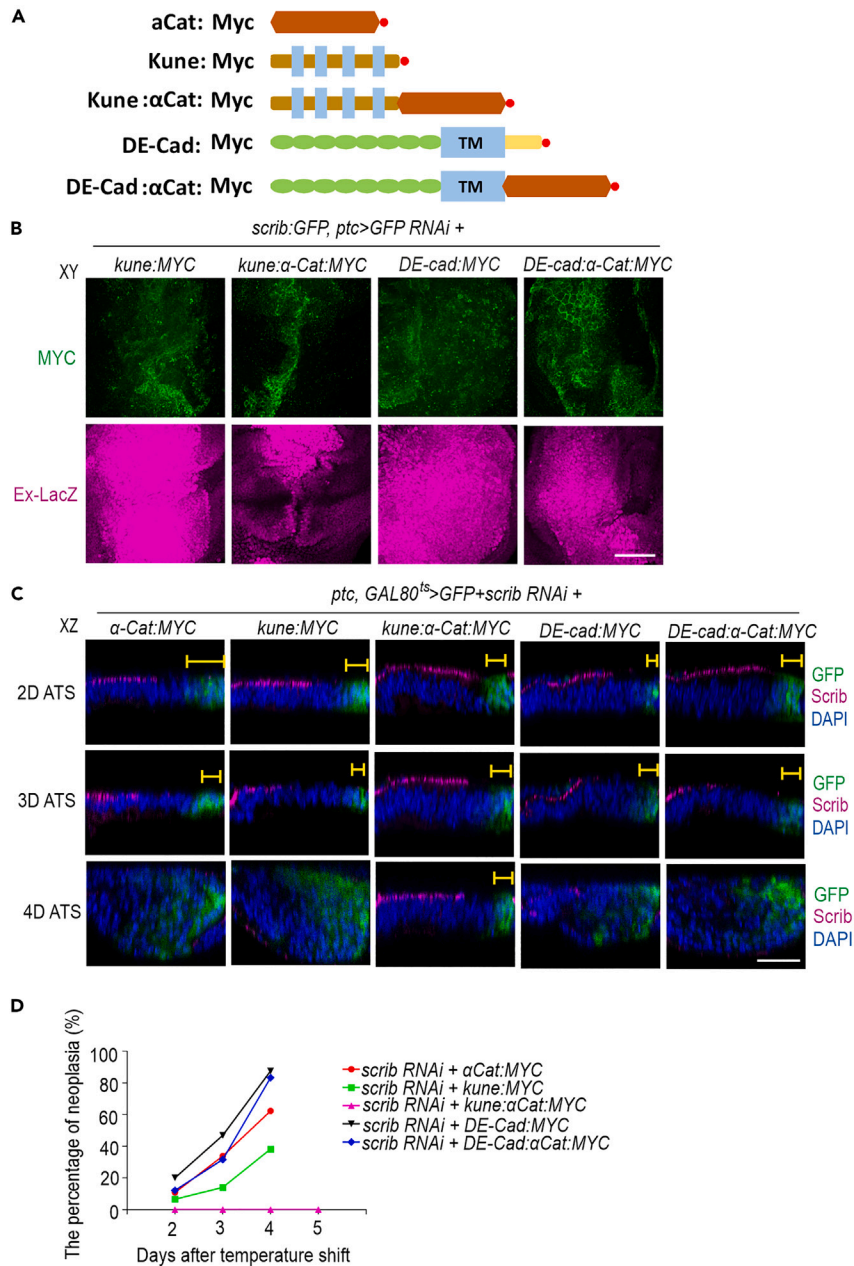 A
aCat: Myc
Kune: Myc
Kune:αCat: Myc
DE-Cad: Myc
TM
DE-Cad:αCat: Myc
TM
B
scrib:GFP, ptc>GFP RNAi +
XY
kune:MYC kune:α-Cat:MYC DE-cad:MYC DE-cad:α-Cat:MYC
MYC
Ex-LacZ
C
ptc, GAL80ts>GFP+scrib RNAi +
XZ
α-Cat:MYC kune:MYC kune:α-Cat:MYC DE-cad:MYC DE-cad:α-Cat:MYC
2D ATS
GFP
Scrib
DAPI
3D ATS
GFP
Scrib
DAPI
4D ATS
GFP
Scrib
DAPI
D
The percentage of neoplasia (%)
100
80
60
40
20
0
2 3 4 5
Days after temperature shift
scrib RNAi + αCat:MYC
scrib RNAi + kune:MYC
scrib RNAi + kune:αCat:MYC
scrib RNAi + DE-Cad:MYC
scrib RNAi + DE-Cad:αCat:MYC